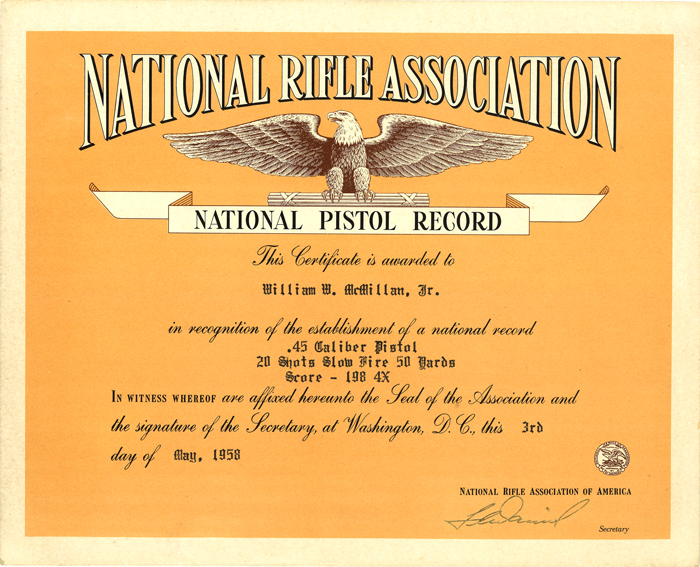 NATIONAL RIFLE ASSOCIATION
NATIONAL PISTOL RECORD
This Certificate is awarded to
William W. McMillan, Jr.
in recognition of the establishment of a national record
.45 Caliber Pistol
20 Shots Slow Fire 50 Yards
Score - 198 4X
IN WITNESS WHEREOF are affixed hereunto the Seal of the Association and
the signature of the Secretary, at Washington, D. C., this 3rd
day of May, 1958
NATIONAL RIFLE ASSOCIATION OF AMERICA
Secretary